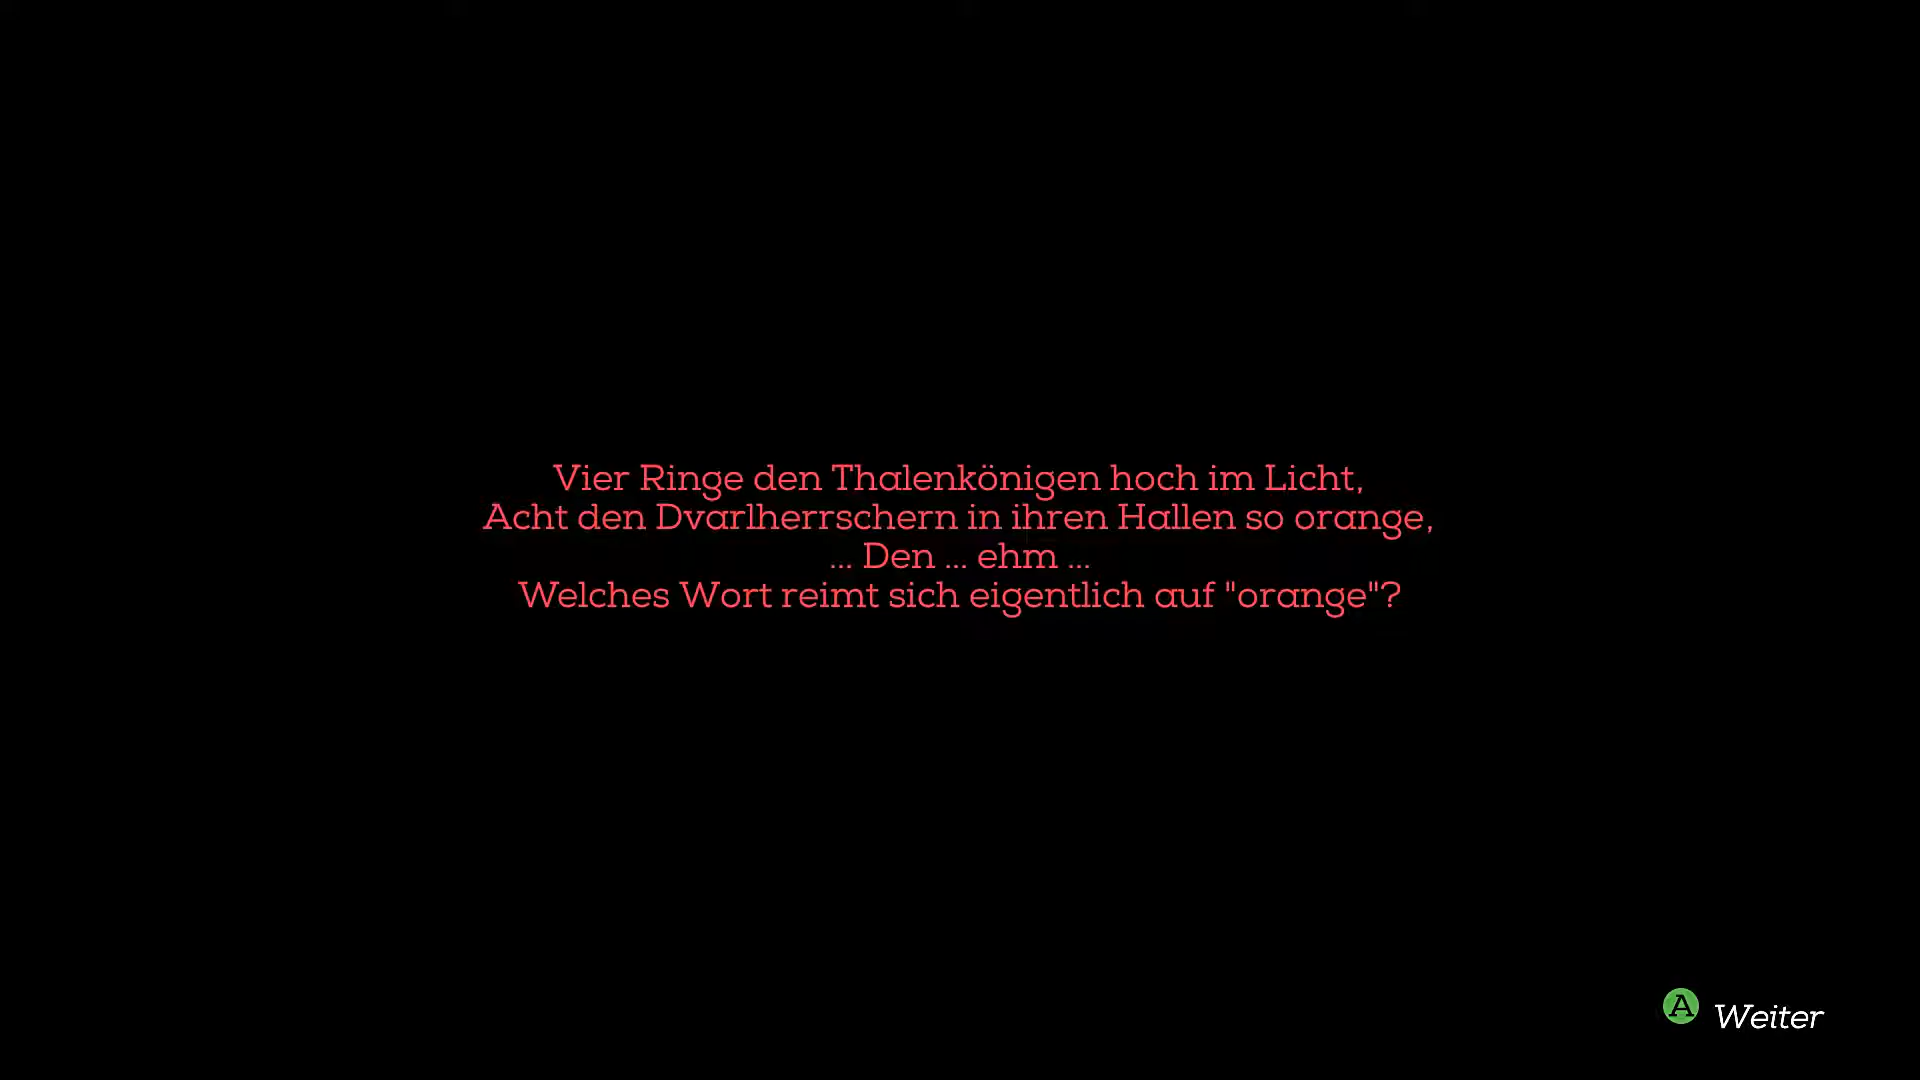 Vier Ringe den Thalenkönigen hoch im Licht,
Acht den Dvarlherrschern in ihren Hallen so orange,
... Den ... ehm ...
Welches Wort reimt sich eigentlich auf "orange"?
A Weiter